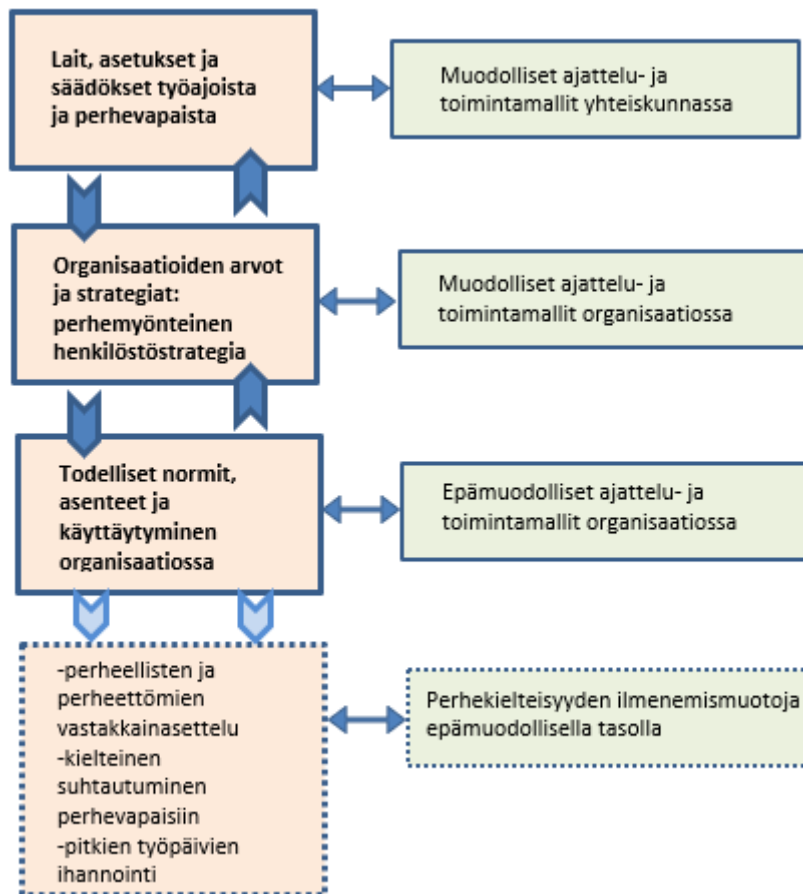 Lait, asetukset ja
säädökset työajoista
ja perhevapaista
Muodolliset ajattelu- ja
toimintamallit yhteiskunnassa
Organisaatioiden arvot
ja strategiat:
perhemyönteinen
henkilöstöstrategia
Muodolliset ajattelu- ja
toimintamallit organisaatiossa
Todelliset normit,
asenteet ja
käyttäytyminen
organisaatiossa
Epämuodolliset ajattelu- ja
toimintamallit organisaatiossa
-perheellisten ja
perheettömien
vastakkainasettelu
-kielteinen
suhtautuminen
perhevapaisiin
-pitkien työpäivien
ihannointi
Perhekielteisyyden ilmenemismuotoja
epämuodollisella tasolla